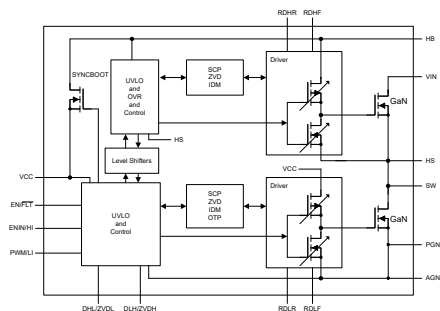 RDHR
RDHF
HB
SYNCBOOT
UVLO
and
OVR
and
Control
SCP
ZVD
IDM
Driver
VIN
GaN
HS
Level Shifters
HS
VCC
VCC
SW
EN/FLT
ENIN/HI
PWM/LI
UVLO
and
Control
SCP
ZVD
IDM
OTP
Driver
GaN
PGN
AGN
DHL/ZVDL
DLH/ZVDH
RDLR
RDLF